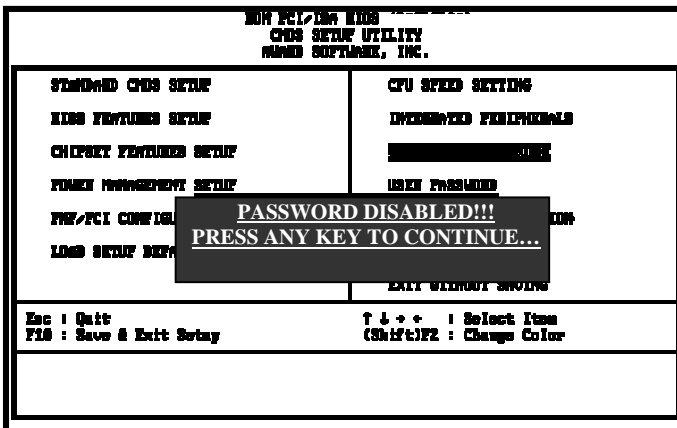 ROM PCI/ISA BIOS
CMOS SETUP UTILITY
AWARD SOFTWARE, INC.
STANDARD CMOS SETUP
CPU SPEED SETTING
BIOS FEATURES SETUP
INTEGRATED PERIPHERALS
CHIPSET FEATURES SETUP
POWER MANAGEMENT SETUP
USER PASSWORD
PNP/PCI
LOAD SETUP
PASSWORD DISABLED!!!
PRESS ANY KEY TO CONTINUE…
EXIT WITHOUT SAVING
Esc : Quit
↑ ↓ → ← : Select Item
F10 : Save & Exit Setup
(Shift)F2 : Change Color